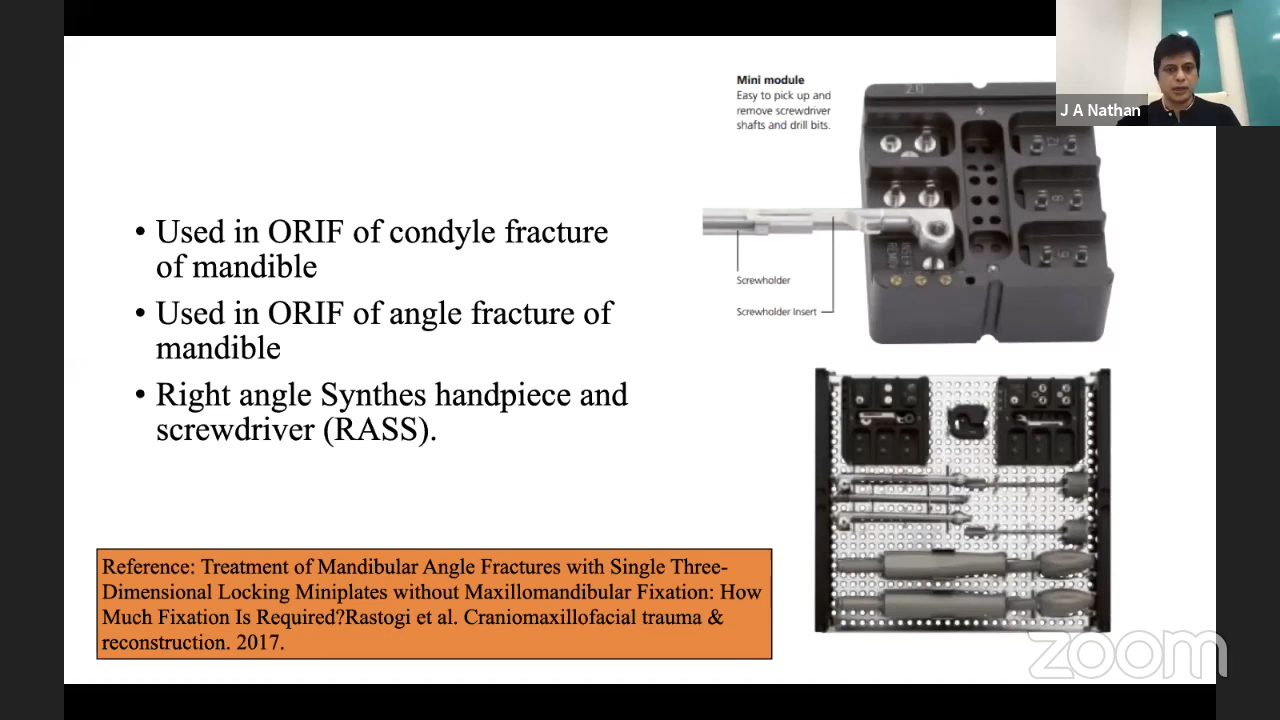 Mini module
Easy to pick up and
remove screwdriver
shafts and drill bits.
J A Nathan
• Used in ORIF of condyle fracture
of mandible
• Used in ORIF of angle fracture of
mandible
• Right angle Synthes handpiece and
screwdriver (RASS).
Screwholder
Screwholder Insert
Reference: Treatment of Mandibular Angle Fractures with Single Three-
Dimensional Locking Miniplates without Maxillomandibular Fixation: How
Much Fixation Is Required?Rastogi et al. Craniomaxillofacial trauma &
reconstruction. 2017.
zoom